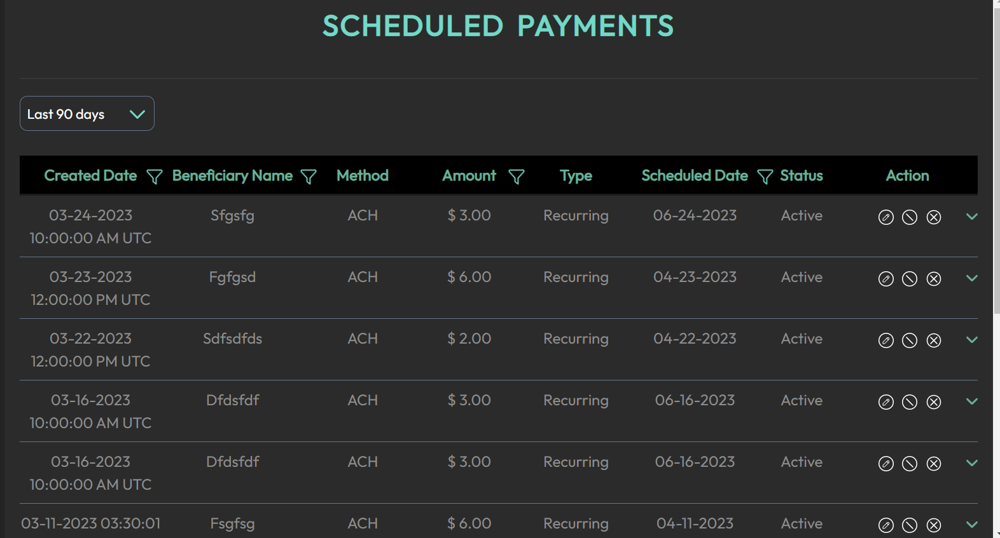 SCHEDULED PAYMENTS
Last 90 days
Created Date Beneficiary Name Method Amount Type Scheduled Date Status Action
03-24-2023 Sfgsfg ACH $ 3.00 Recurring 06-24-2023 Active
10:00:00 AM UTC
03-23-2023 Fgfgsd ACH $ 6.00 Recurring 04-23-2023 Active
12:00:00 PM UTC
03-22-2023 Sdfsdfds ACH $ 2.00 Recurring 04-22-2023 Active
12:00:00 PM UTC
03-16-2023 Dfdsfdf ACH $ 3.00 Recurring 06-16-2023 Active
10:00:00 AM UTC
03-16-2023 Dfdsfdf ACH $ 3.00 Recurring 06-16-2023 Active
10:00:00 AM UTC
03-11-2023 03:30:01 Fsgfsg ACH $ 6.00 Recurring 04-11-2023 Active